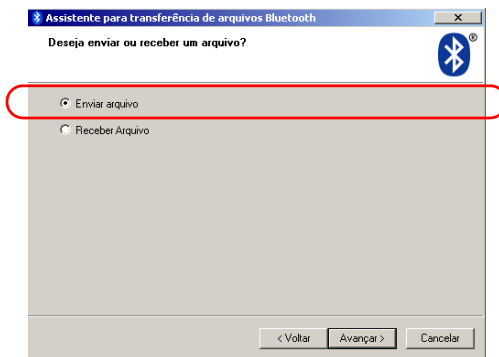 Assistente para transferência de arquivos Bluetooth
Deseja enviar ou receber um arquivo?
®
Enviar arquivo
Receber Arquivo
< Voltar
Avançar >
Cancelar